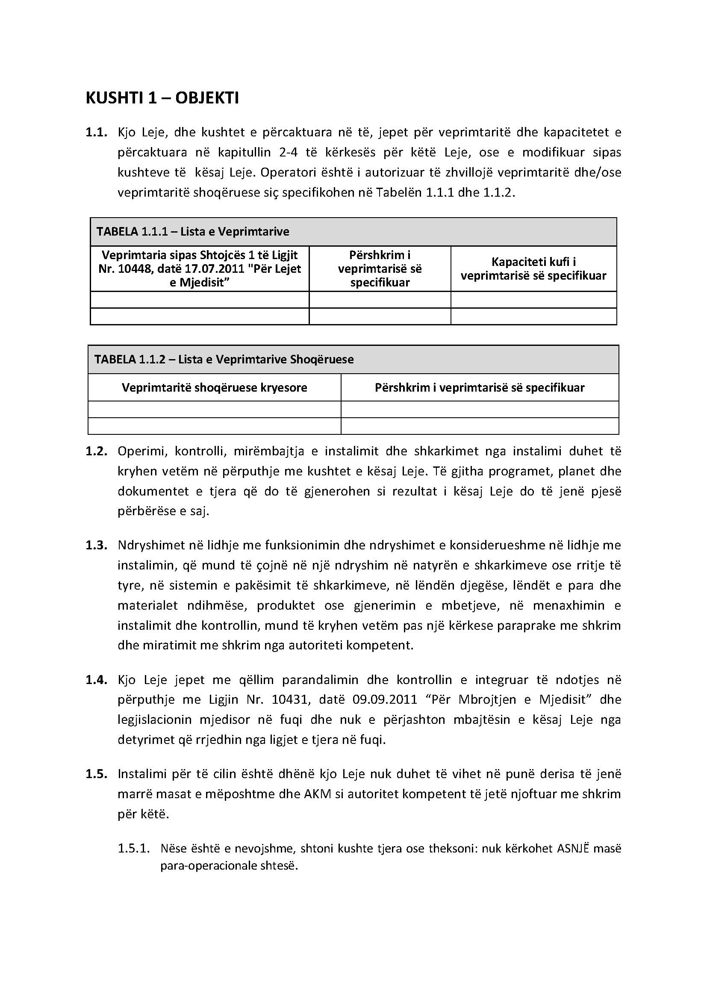 KUSHTI 1 – OBJEKTI
1.1. Kjo Leje, dhe kushtet e përcaktuara në të, jepet për veprimtaritë dhe kapacitetet e
përcaktuara në kapitullin 2-4 të kërkesës për këtë Leje, ose e modifikuar sipas
kushteve të kësaj Leje. Operatori është i autorizuar të zhvillojë veprimtaritë dhe/ose
veprimtaritë shoqëruese siç specifikohen në Tabelën 1.1.1 dhe 1.1.2.
TABELA 1.1.1 – Lista e Veprimtarive
Veprimtaria sipas Shtojcës 1 të Ligjit
Nr. 10448, datë 17.07.2011 "Për Lejet
e Mjedisit”
Përshkrim i
veprimtarisë së
specifikuar
Kapaciteti kufi i
veprimtarisë së specifikuar
TABELA 1.1.2 – Lista e Veprimtarive Shoqëruese
Veprimtaritë shoqëruese kryesore
Përshkrim i veprimtarisë së specifikuar
1.2. Operimi, kontrolli, mirëmbajtja e instalimit dhe shkarkimet nga instalimi duhet të
kryhen vetëm në përputhje me kushtet e kësaj Leje. Të gjitha programet, planet dhe
dokumentet e tjera që do të gjenerohen si rezultat i kësaj Leje do të jenë pjesë
përbërëse e saj.
1.3. Ndryshimet në lidhje me funksionimin dhe ndryshimet e konsiderueshme në lidhje me
instalimin, që mund të çojnë në një ndryshim në natyrën e shkarkimeve ose rritje të
tyre, në sistemin e pakësimit të shkarkimeve, në lëndën djegëse, lëndët e para dhe
materialet ndihmëse, produktet ose gjenerimin e mbetjeve, në menaxhimin e
instalimit dhe kontrollin, mund të kryhen vetëm pas një kërkese paraprake me shkrim
dhe miratimit me shkrim nga autoriteti kompetent.
1.4. Kjo Leje jepet me qëllim parandalimin dhe kontrollin e integruar të ndotjes në
përputhje me Ligjin Nr. 10431, datë 09.09.2011 “Për Mbrojtjen e Mjedisit” dhe
legjislacionin mjedisor në fuqi dhe nuk e përjashton mbajtësin e kësaj Leje nga
detyrimet që rrjedhin nga ligjet e tjera në fuqi.
1.5. Instalimi për të cilin është dhënë kjo Leje nuk duhet të vihet në punë derisa të jenë
marrë masat e mëposhtme dhe AKM si autoritet kompetent të jetë njoftuar me shkrim
për këtë.
1.5.1. Nëse është e nevojshme, shtoni kushte tjera ose theksoni: nuk kërkohet ASNJË masë
para-operacionale shtesë.